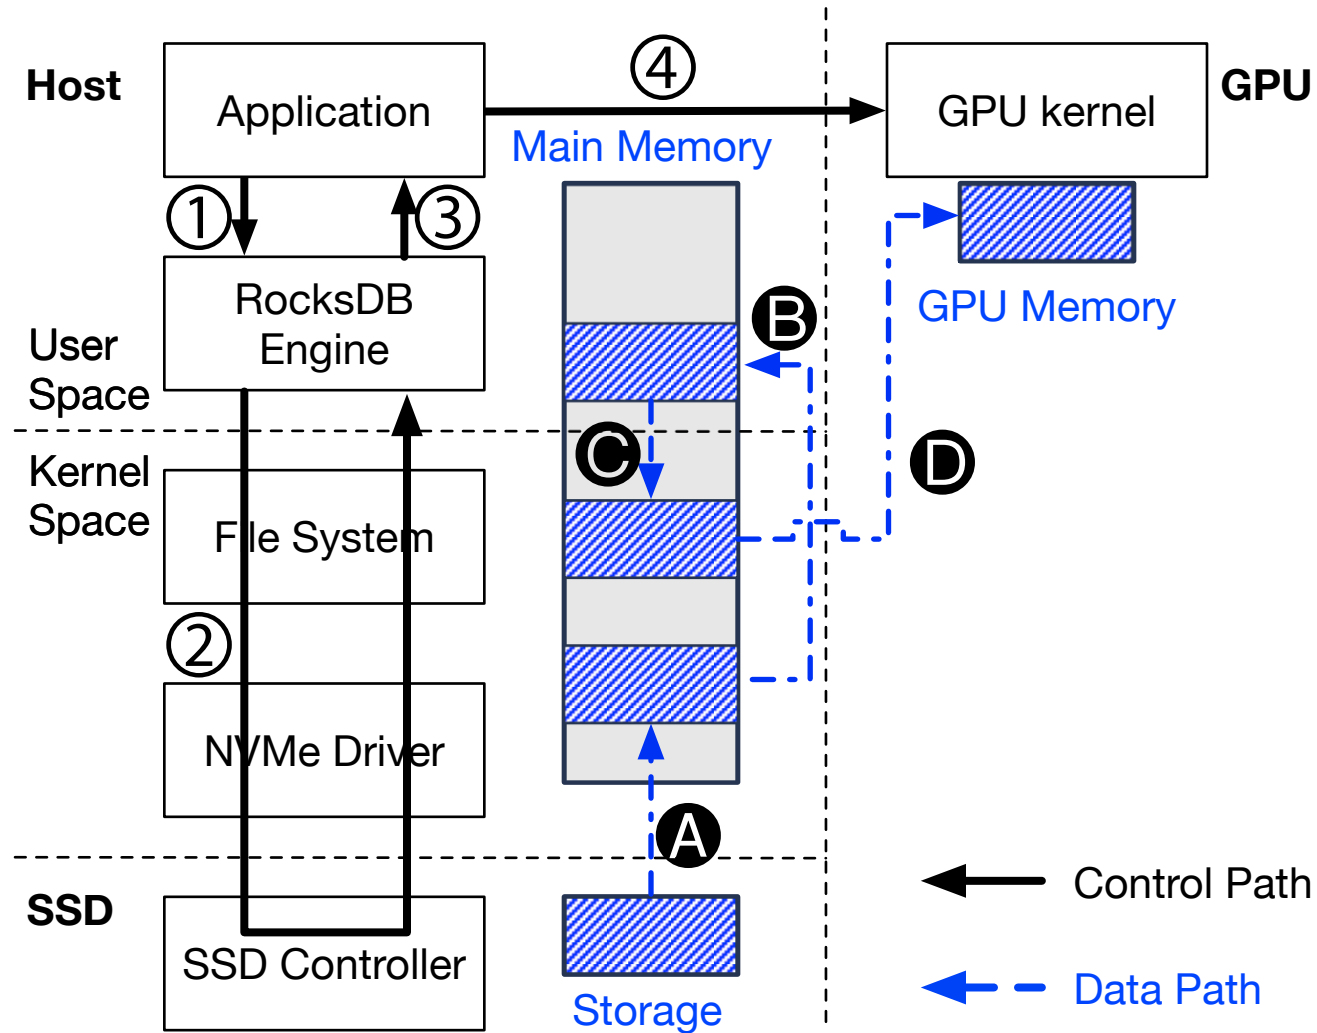 Host
Application
④
GPU kernel
GPU
Main Memory
①
③
RocksDB
Engine
B
GPU Memory
User
Space
Kernel
Space
C
D
File System
②
NVMe Driver
A
SSD
SSD Controller
Storage
Control Path
Data Path